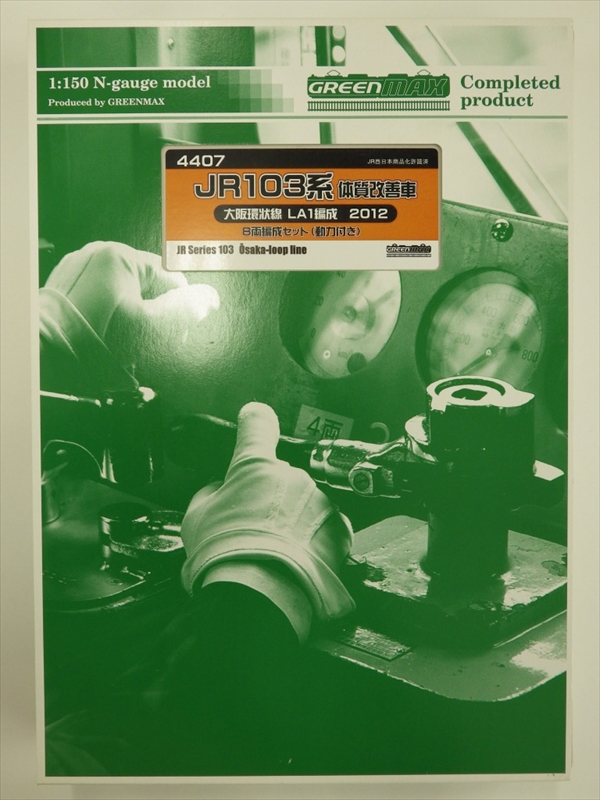 1:150 N-gauge model
Produced by GREENMAX
GREENMAX
Completed
product
4407
JR西日本商品化許諾済
JR103系 体質改善車
大阪環状線 LA1編成 2012
8両編成セット(動力付き)
JR Series 103 Ōsaka-loop line
GREENMAX
4両
800